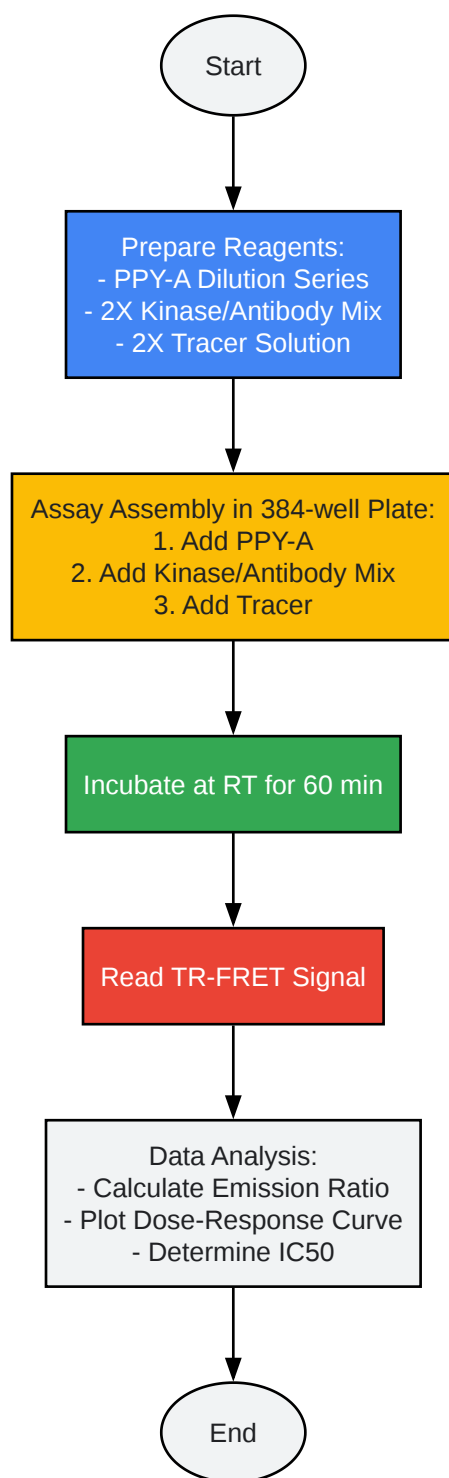 Start
Prepare Reagents:
- PPY-A Dilution Series
- 2X Kinase/Antibody Mix
- 2X Tracer Solution
Assay Assembly in 384-well Plate:
1. Add PPY-A
2. Add Kinase/Antibody Mix
3. Add Tracer
Incubate at RT for 60 min
Read TR-FRET Signal
Data Analysis:
- Calculate Emission Ratio
- Plot Dose-Response Curve
- Determine IC50
End